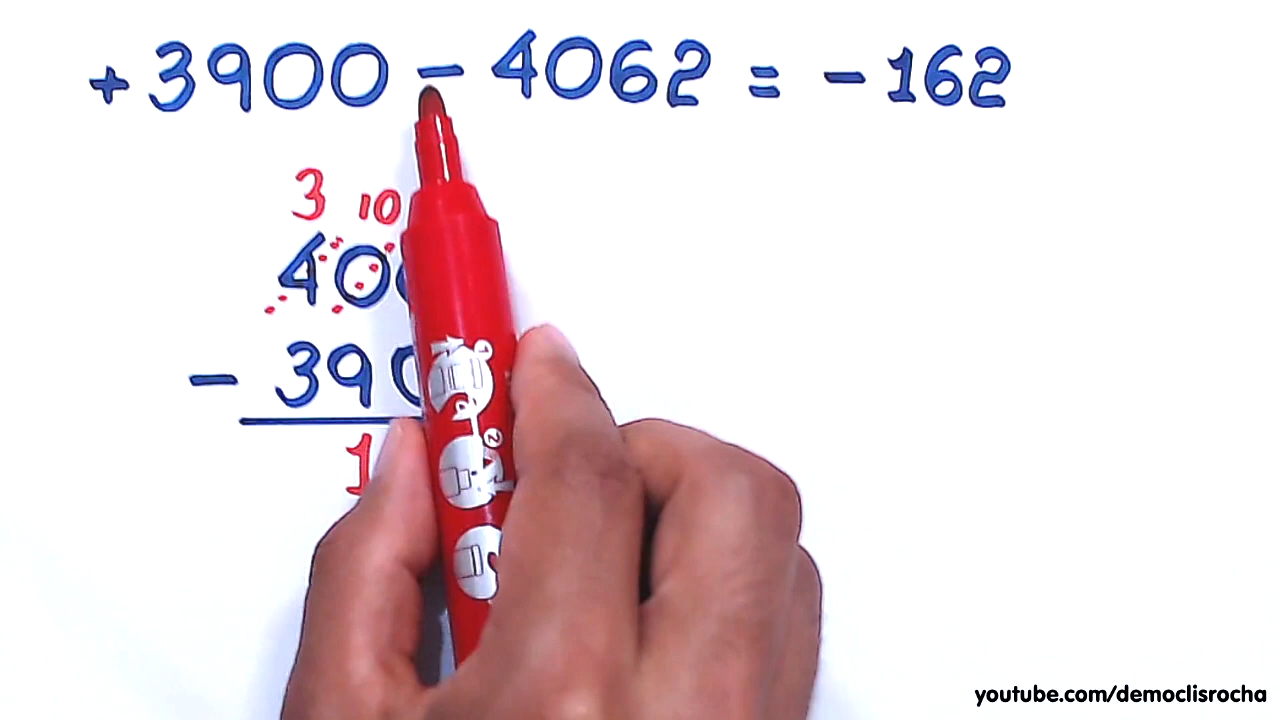 + 3900 - 4062 = - 162
3 10
40
- 390
1
youtube.com/democlisrocha